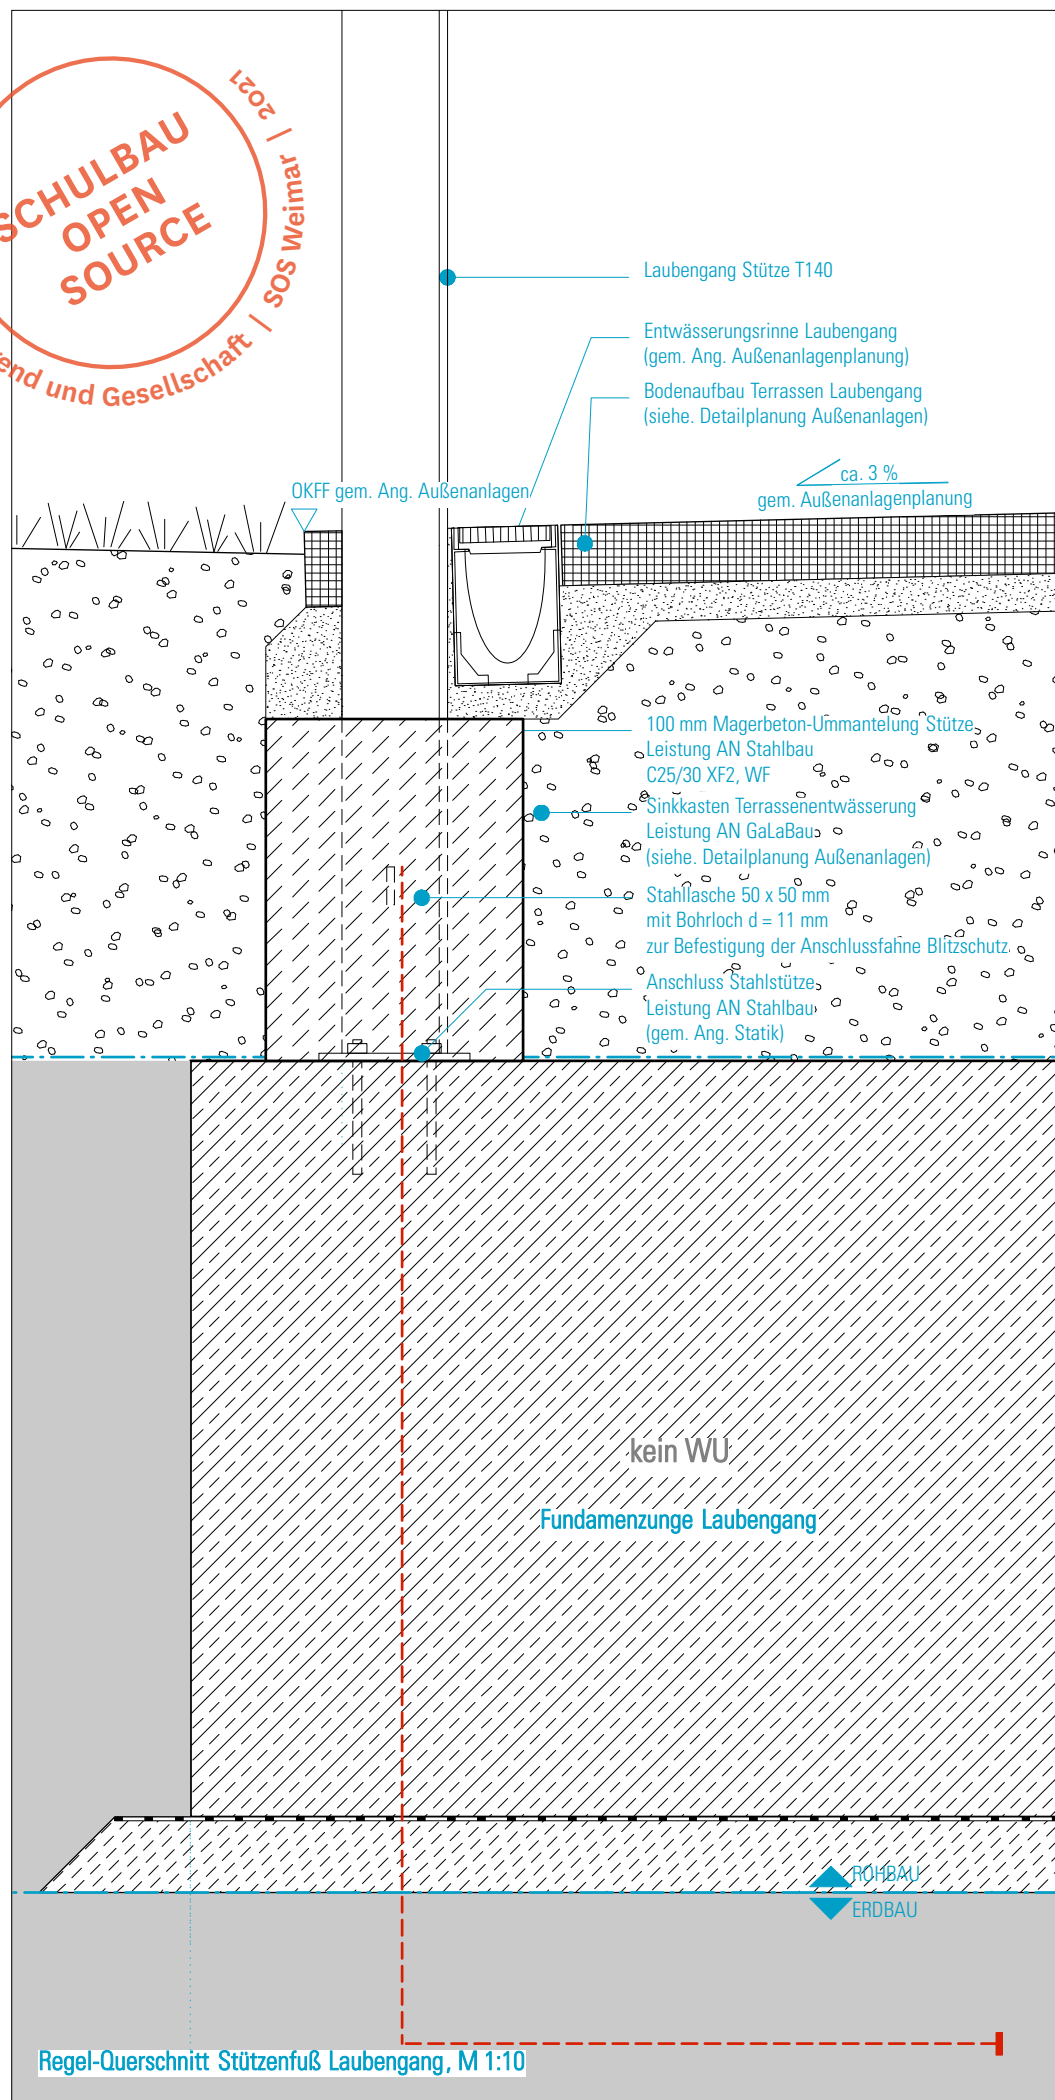 SCHULBAU
OPEN
SOURCE
end und Gesellschaft | SOS Weimar | 2021
Laubengang Stütze T140
Entwässerungsrinne Laubengang
(gem. Ang. Außenanlagenplanung)
Bodenaufbau Terrassen Laubengang
(siehe. Detailplanung Außenanlagen)
ca. 3 %
gem. Außenanlagenplanung
OKFF gem. Ang. Außenanlagen
100 mm Magerbeton-Ummantelung Stütze
Leistung AN Stahlbau
C25/30 XF2, WF
Sinkkasten Terrassenentwässerung
Leistung AN GaLaBau
(siehe. Detailplanung Außenanlagen)
Stahllasche 50 x 50 mm
mit Bohrloch d = 11 mm
zur Befestigung der Anschlussfahne Blitzschutz
Anschluss Stahlstütze
Leistung AN Stahlbau
(gem. Ang. Statik)
kein WU
Fundamenzunge Laubengang
ROHBAU
ERDBAU
Regel-Querschnitt Stützenfuß Laubengang, M 1:10